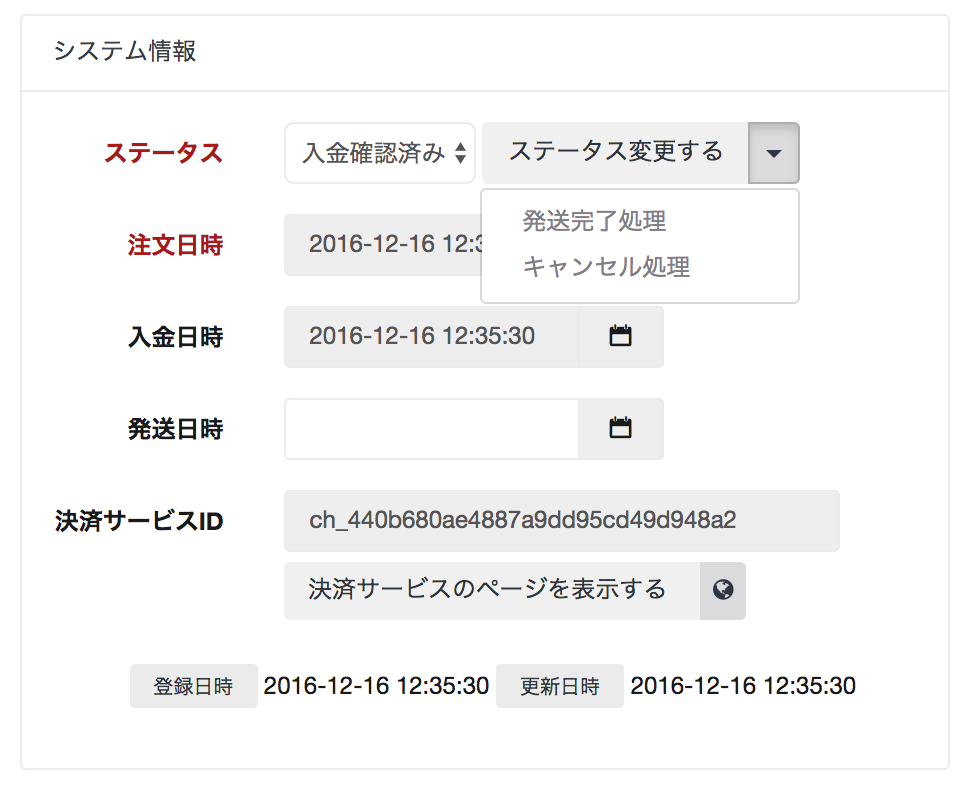 システム情報
ステータス 入金確認済み ステータス変更する
発送完了処理
キャンセル処理
注文日時 2016-12-16 12:3
入金日時 2016-12-16 12:35:30
発送日時
決済サービスID ch_440b680ae4887a9dd95cd49d948a2
決済サービスのページを表示する
登録日時 2016-12-16 12:35:30 更新日時 2016-12-16 12:35:30